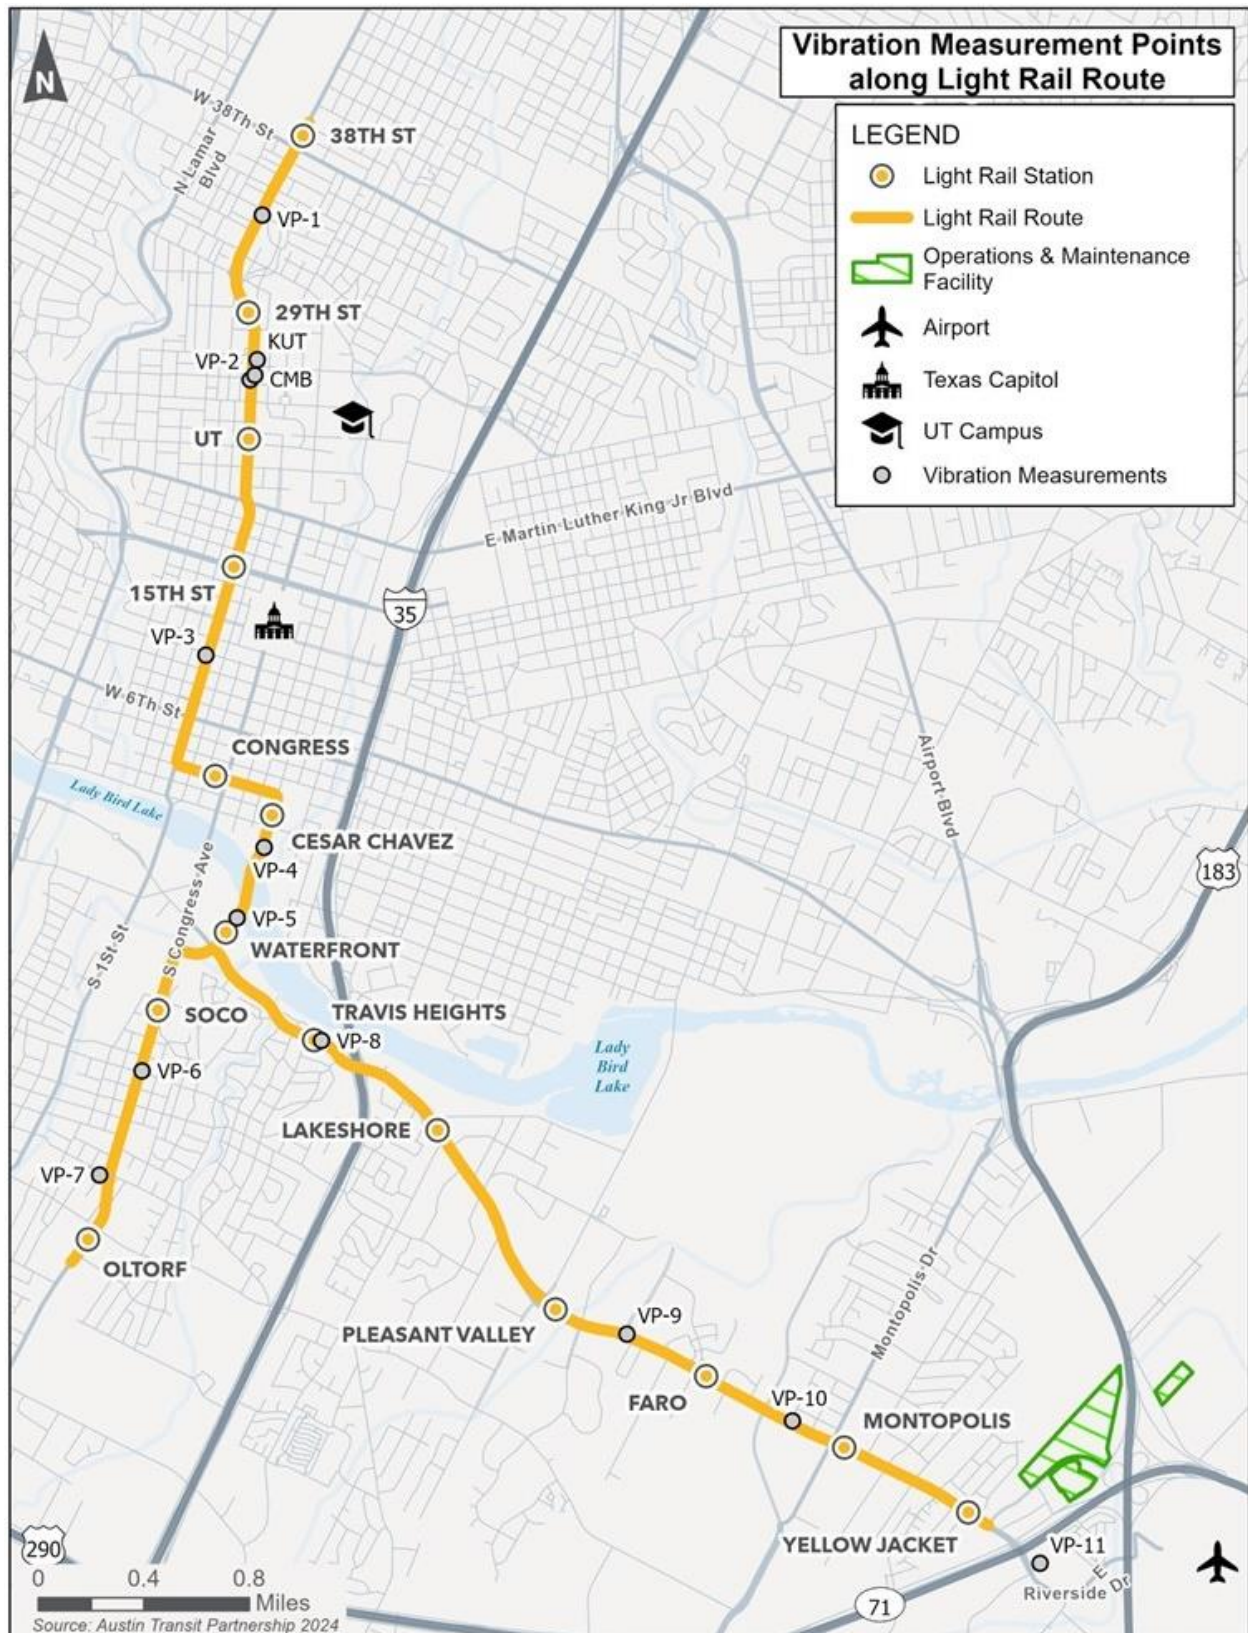 Vibration Measurement Points
along Light Rail Route
LEGEND
Light Rail Station
Light Rail Route
Operations & Maintenance
Facility
Airport
Texas Capitol
UT Campus
Vibration Measurements
N
W 38Th St
N Lamar
Blvd
38TH ST
VP-1
29TH ST
KUT
VP-2
CMB
UT
E Martin Luther King Jr Blvd
15TH ST
35
VP-3
W 6Th St
CONGRESS
Airport Blvd
Lady Bird Lake
CESAR CHAVEZ
VP-4
183
S Congress Ave
VP-5
WATERFRONT
S 1St St
SOCO
TRAVIS HEIGHTS
VP-8
Lady
Bird
Lake
VP-6
LAKESHORE
VP-7
OLTORF
Montopolis Dr
PLEASANT VALLEY
VP-9
FARO
VP-10
MONTOPOLIS
YELLOW JACKET
VP-11
E
Riverside Dr
290
71
0 0.4 0.8
Miles
Source: Austin Transit Partnership 2024